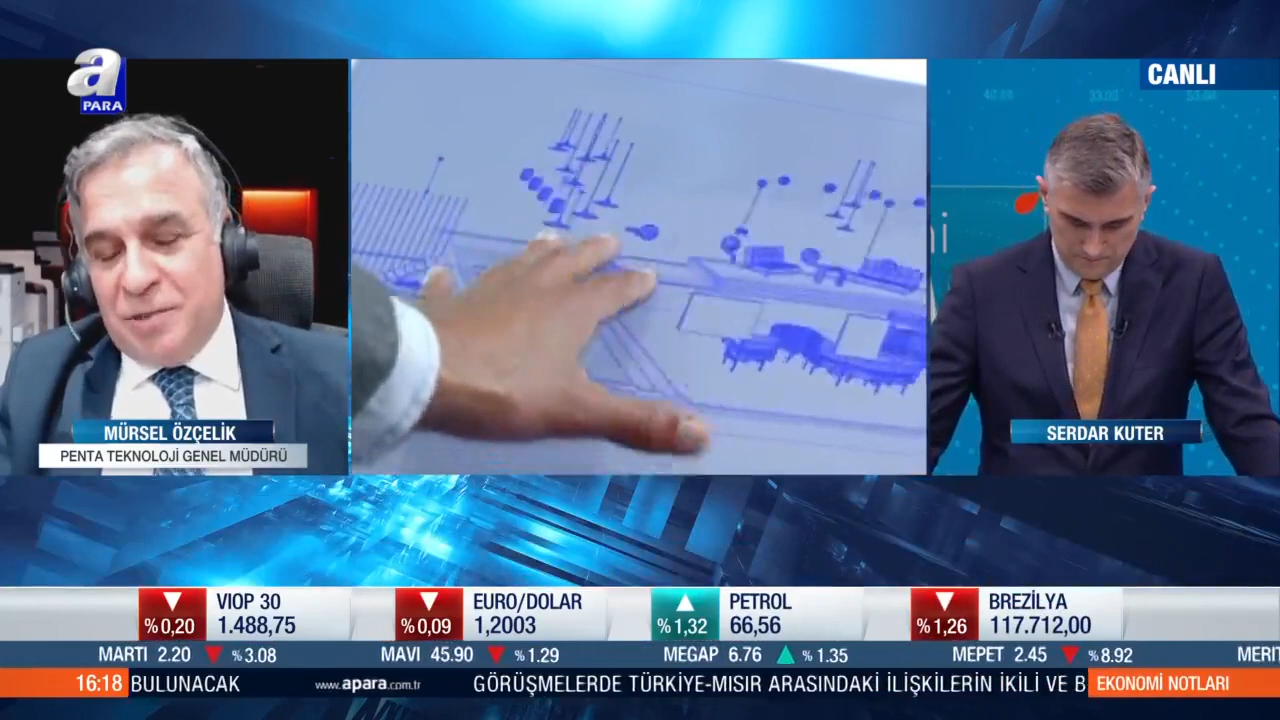 a
PARA
CANLI
MÜRSEL ÖZÇELİK
PENTA TEKNOLOJİ GENEL MÜDÜRÜ
SERDAR KUTER
%0,20 VIOP 30
1.488,75
%0,09 EURO/DOLAR
1,2003
%1,32 PETROL
66,56
%1,26 BREZİLYA
117.712,00
MARTI 2.20 %3.08 MAVI 45.90 %1.29 MEGAP 6.76 %1.35 MEPET 2.45 %8.92 MERIT
16:18 BULUNACAK www.apara.com.tr GÖRÜŞMELERDE TÜRKİYE-MISIR ARASINDAKİ İLİŞKİLERİN İKİLİ VE B EKONOMİ NOTLARI